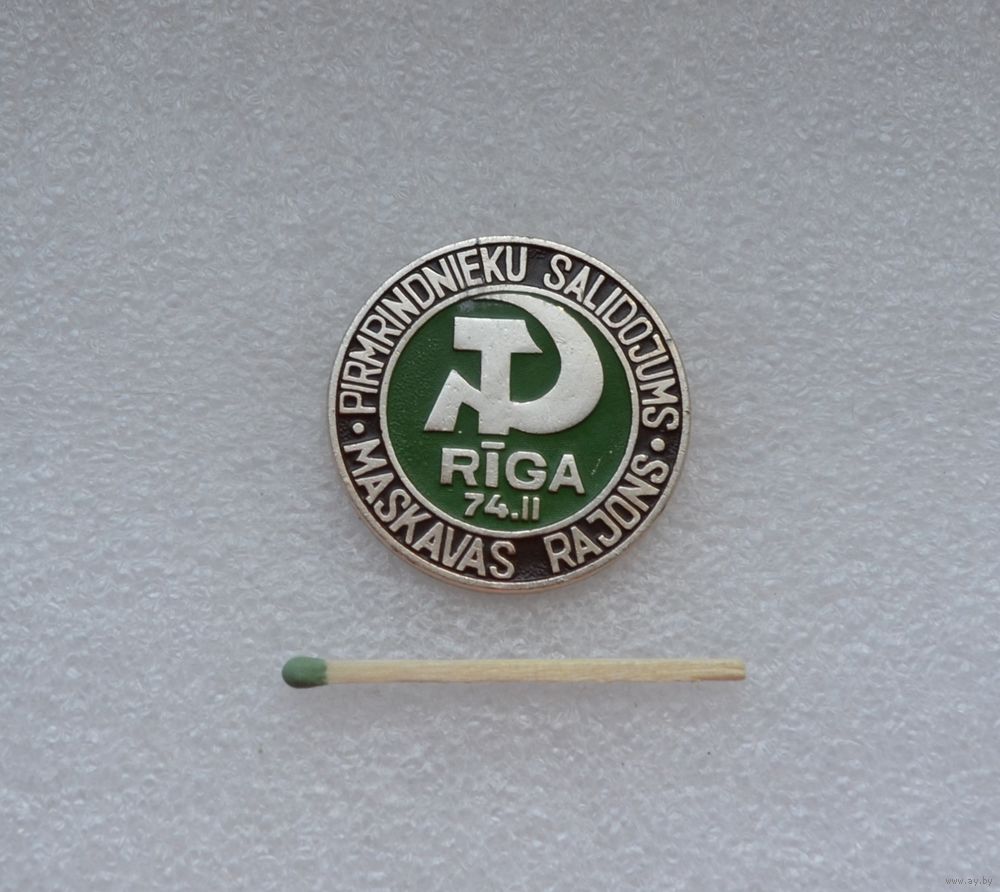 PIRMRINDNIEKU SALIDOJUMS
RĪGA
74.II
• MASKAVAS RAJONS •
www.ay.by